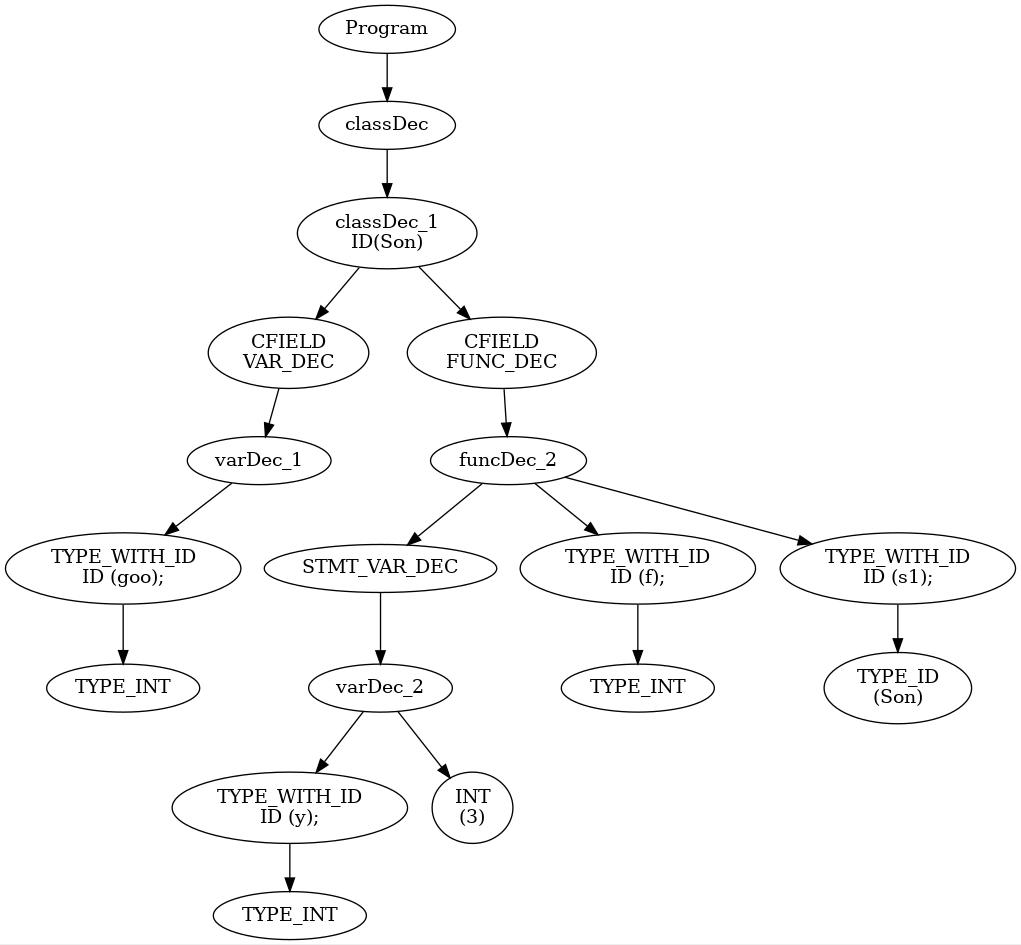 Program
classDec
classDec_1
ID(Son)
CFIELD
VAR_DEC
CFIELD
FUNC_DEC
varDec_1
funcDec_2
TYPE_WITH_ID
ID (goo);
STMT_VAR_DEC
TYPE_WITH_ID
ID (f);
TYPE_WITH_ID
ID (s1);
TYPE_INT
varDec_2
TYPE_INT
TYPE_ID
(Son)
TYPE_WITH_ID
ID (y);
INT
(3)
TYPE_INT